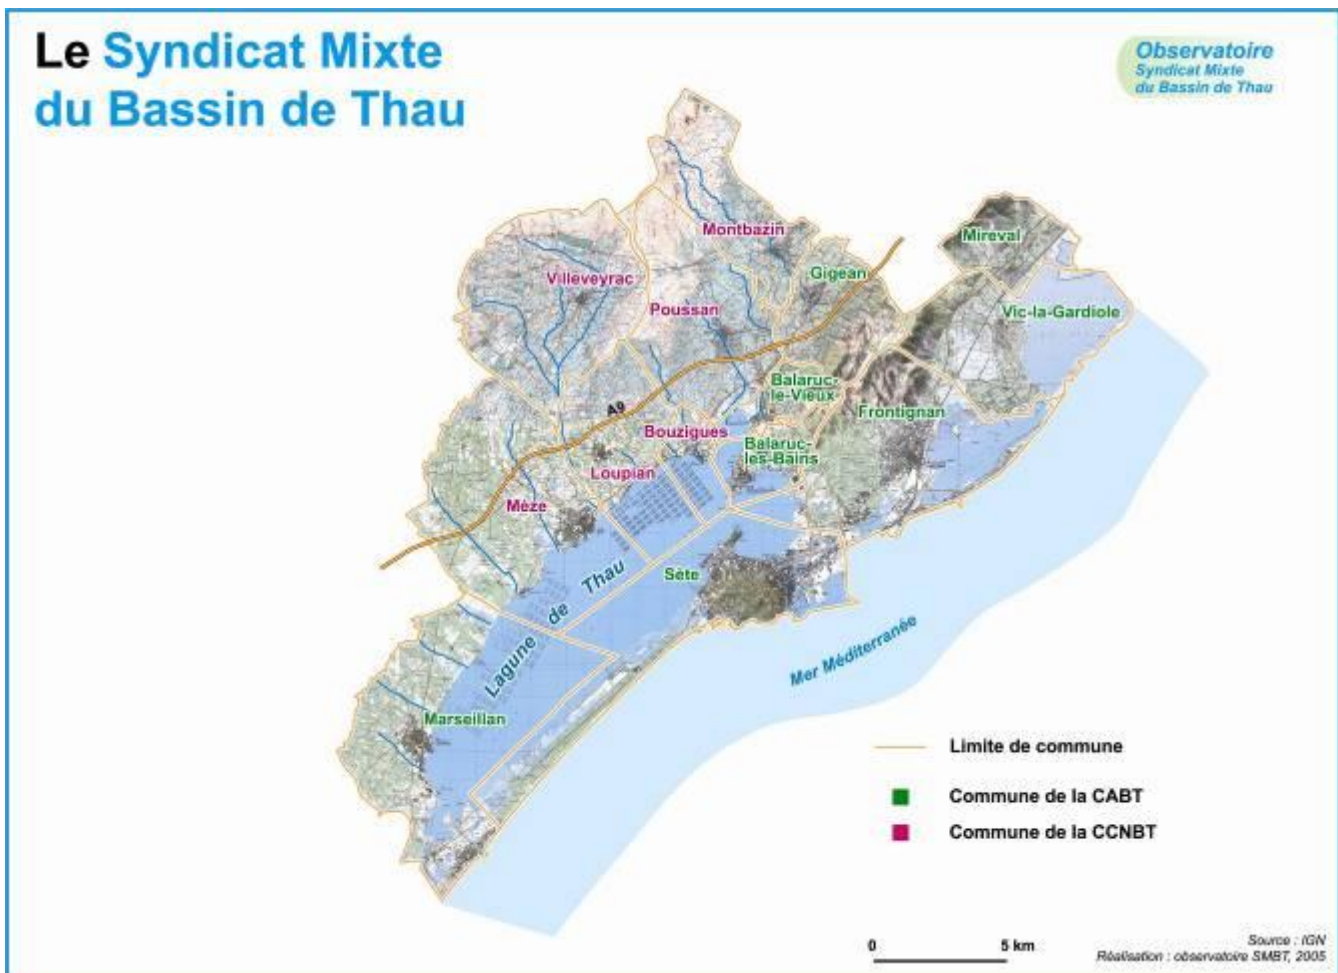 Le Syndicat Mixte
du Bassin de Thau
Observatoire
Syndicat Mixte
du Bassin de Thau
Mireval
Montbazin
Gigean
Villeveyrac
Poussan
Vic-la-Gardiole
Balaruc-
le-Vieux
Frontignan
A9
Bouzigues
Balaruc-
les-Bains
Loupian
Mèze
Sète
Lagune de Thau
Mer Méditerranée
Marseillan
Limite de commune
Commune de la CABT
Commune de la CCNBT
0 5 km
Source : IGN
Réalisation : observatoire SMBT, 2005